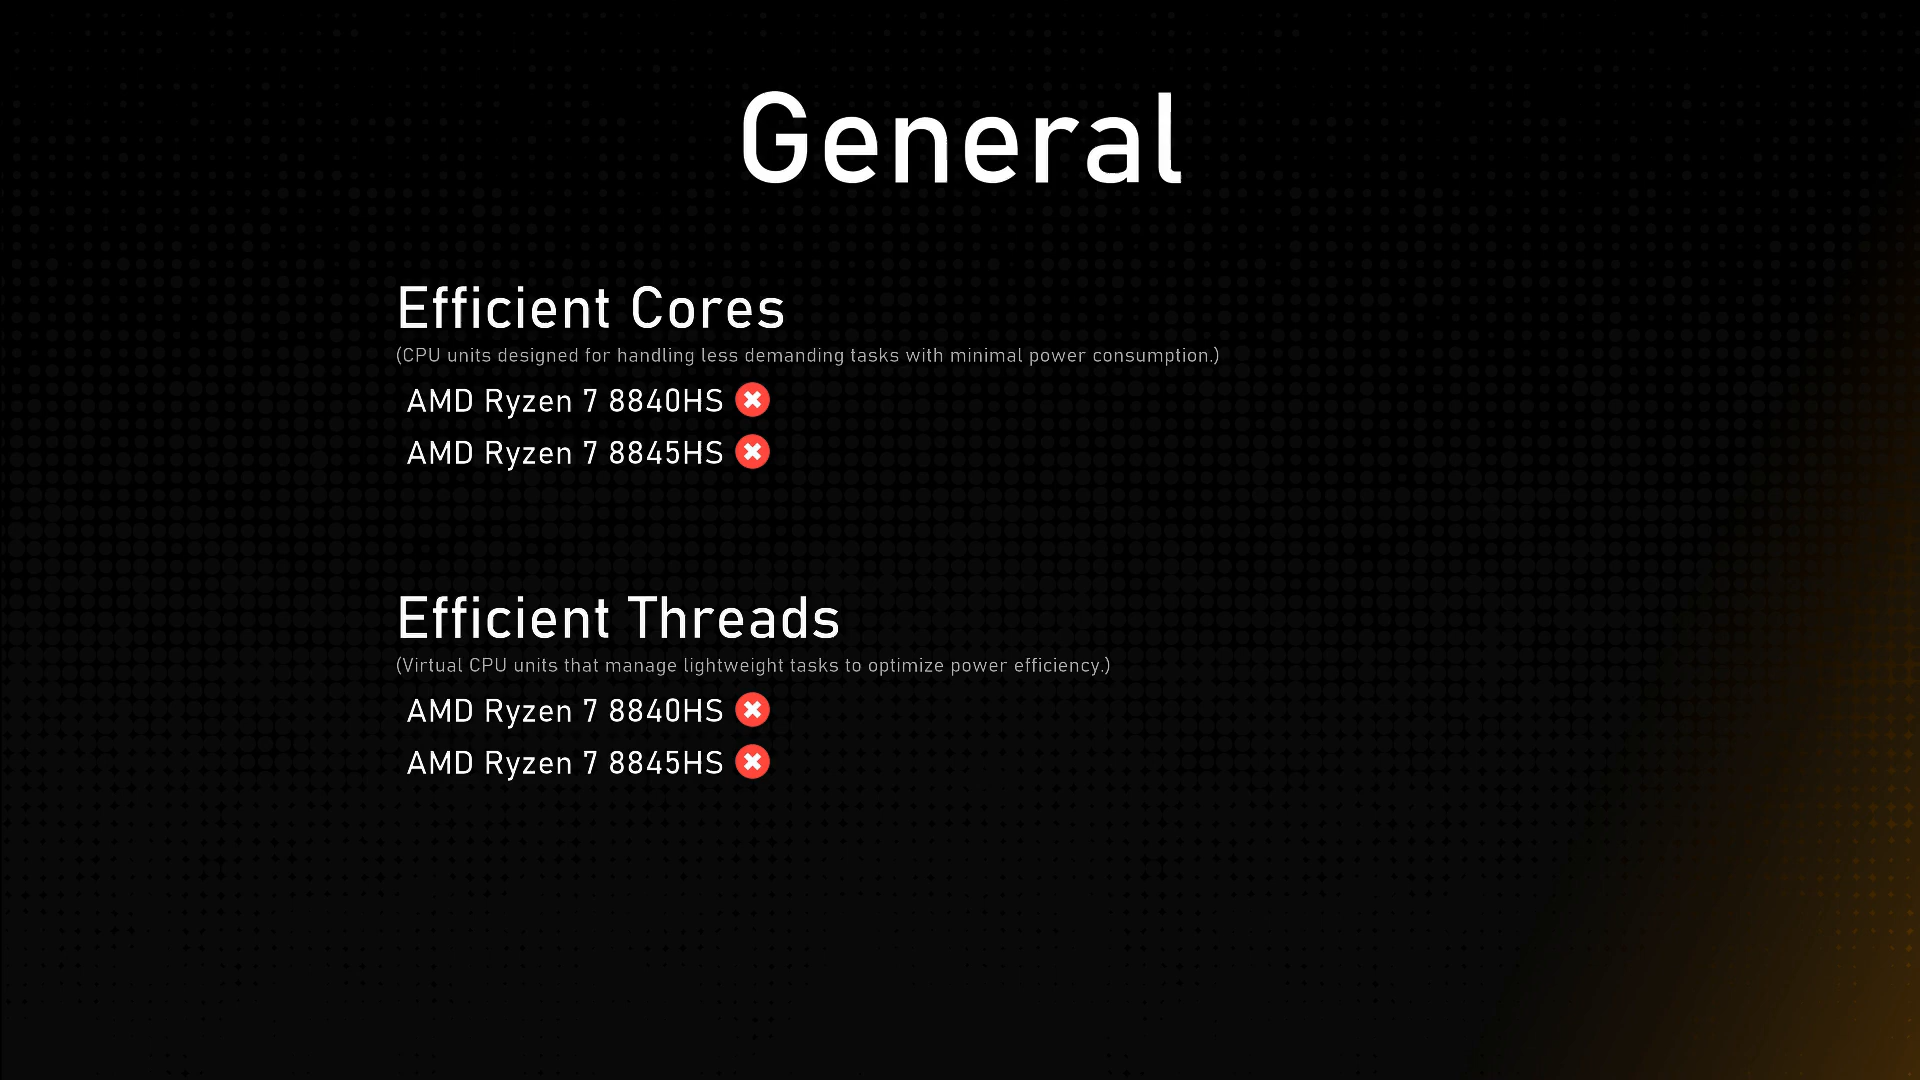 General
Efficient Cores
(CPU units designed for handling less demanding tasks with minimal power consumption.)
AMD Ryzen 7 8840HS
AMD Ryzen 7 8845HS
Efficient Threads
(Virtual CPU units that manage lightweight tasks to optimize power efficiency.)
AMD Ryzen 7 8840HS
AMD Ryzen 7 8845HS